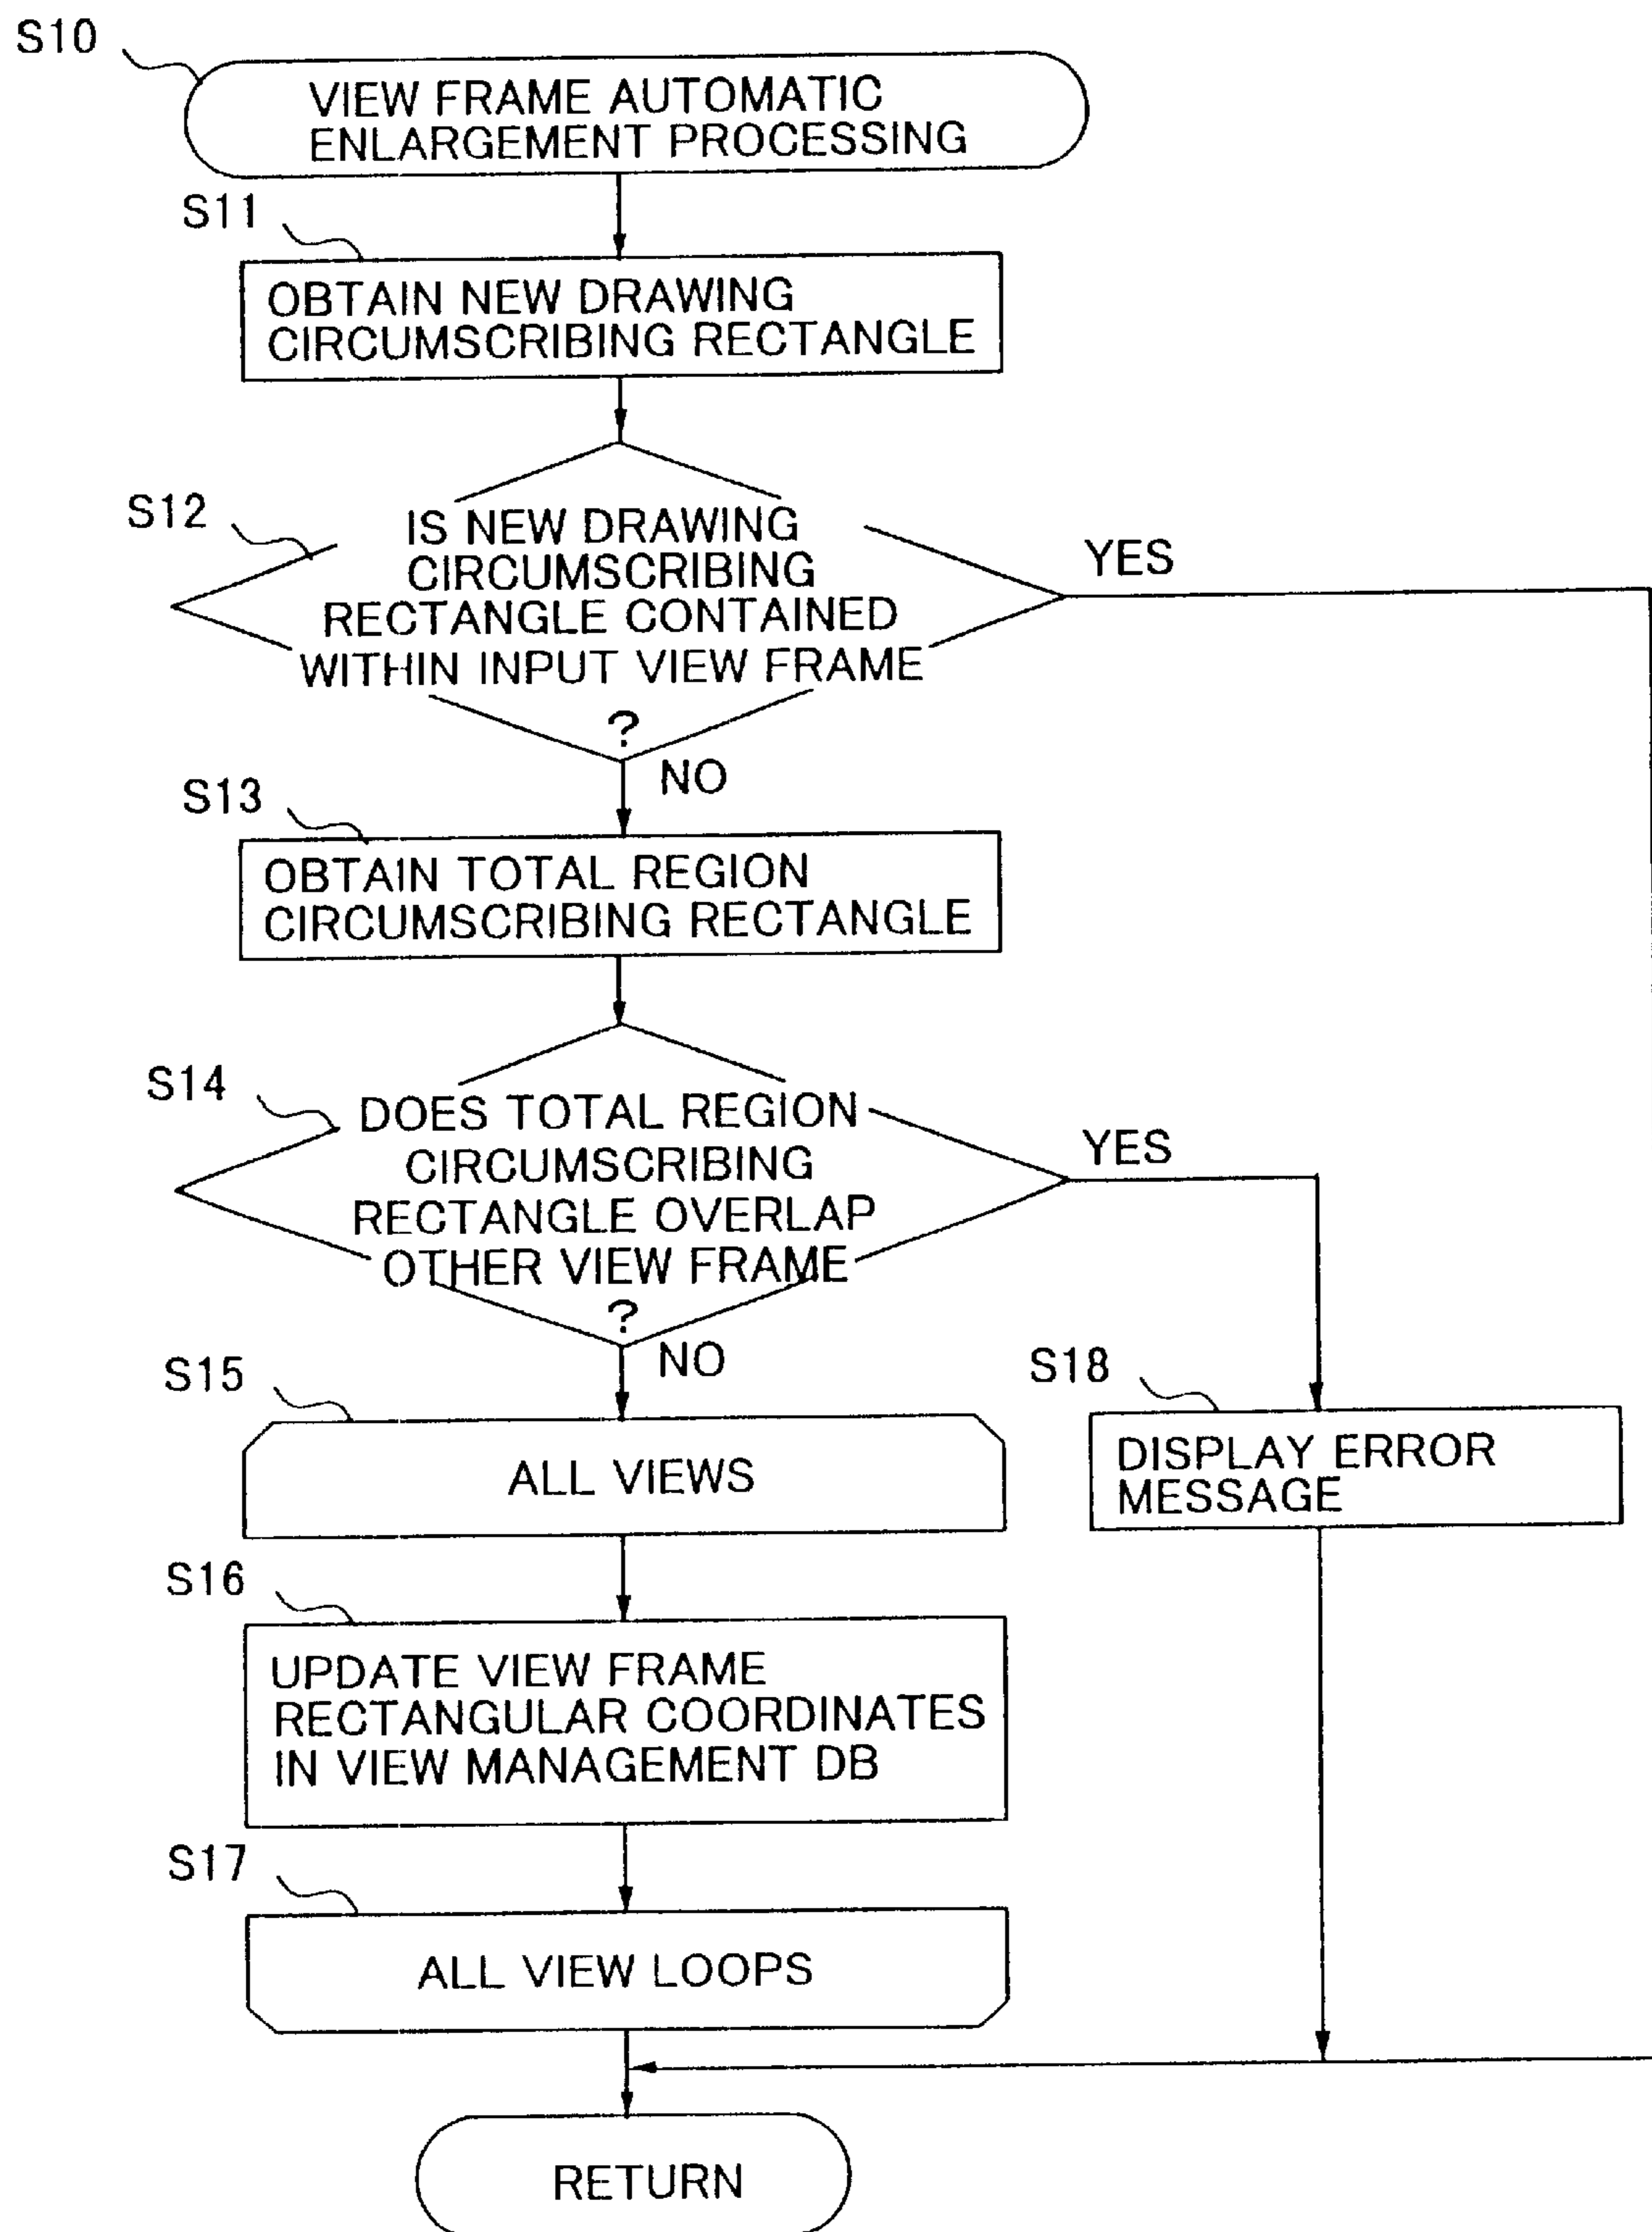 S10
VIEW FRAME AUTOMATIC
ENLARGEMENT PROCESSING
S11
OBTAIN NEW DRAWING
CIRCUMSCRIBING RECTANGLE
S12
IS NEW DRAWING
CIRCUMSCRIBING
RECTANGLE CONTAINED
WITHIN INPUT VIEW FRAME
?
YES
NO
S13
OBTAIN TOTAL REGION
CIRCUMSCRIBING RECTANGLE
S14
DOES TOTAL REGION
CIRCUMSCRIBING
RECTANGLE OVERLAP
OTHER VIEW FRAME
?
YES
NO
S15
ALL VIEWS
S18
DISPLAY ERROR
MESSAGE
S16
UPDATE VIEW FRAME
RECTANGULAR COORDINATES
IN VIEW MANAGEMENT DB
S17
ALL VIEW LOOPS
RETURN